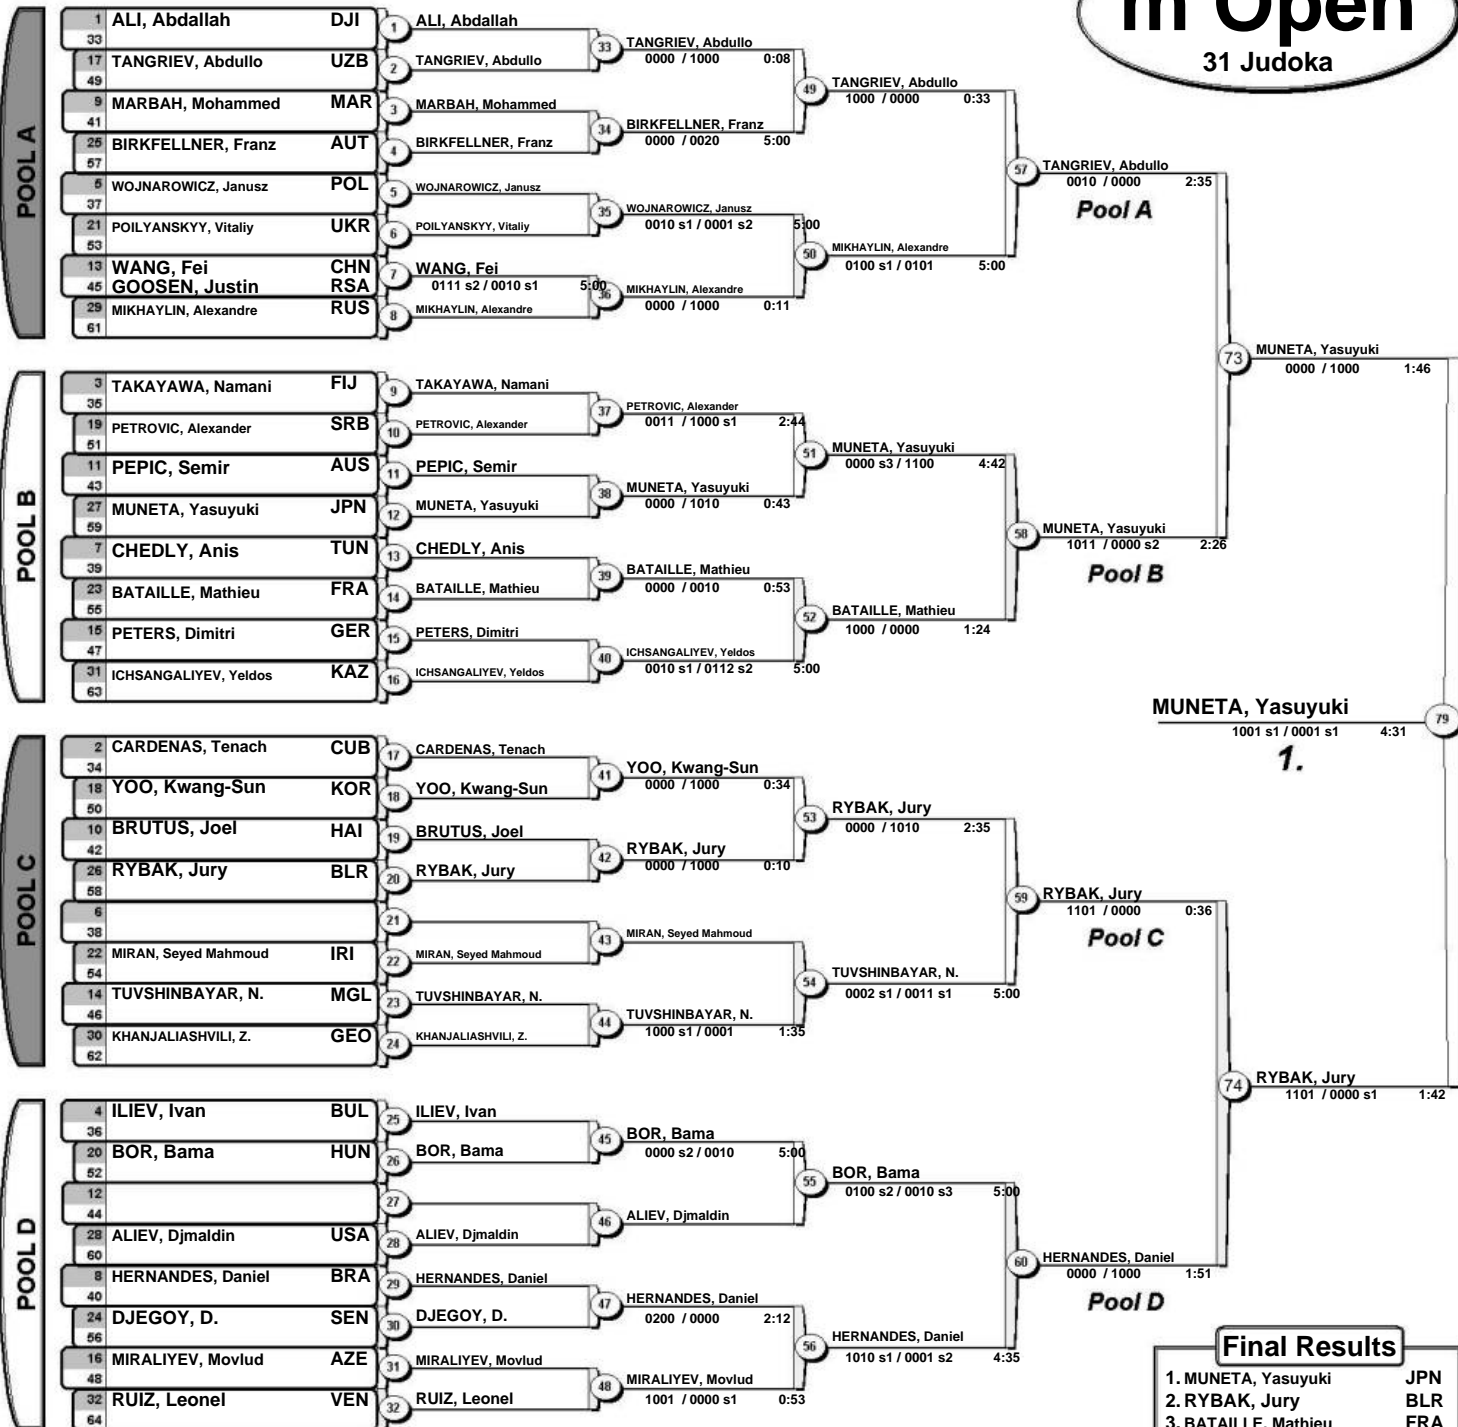 m Open
31 Judoka
POOL A
1 ALI, Abdallah DJI
33
17 TANGRIEV, Abdullo UZB
49
9 MARBAH, Mohammed MAR
41
25 BIRKFELLNER, Franz AUT
57
5 WOJNAROWICZ, Janusz POL
37
21 POILYANSKYY, Vitaliy UKR
53
13 WANG, Fei CHN
45 GOOSEN, Justin RSA
29 MIKHAYLIN, Alexandre RUS
61
1 ALI, Abdallah
2 TANGRIEV, Abdullo
3 MARBAH, Mohammed
4 BIRKFELLNER, Franz
5 WOJNAROWICZ, Janusz
6 POILYANSKYY, Vitaliy
7 WANG, Fei
0111 s2 / 0010 s1 5:00
8 MIKHAYLIN, Alexandre
33 TANGRIEV, Abdullo
0000 / 1000 0:08
34 BIRKFELLNER, Franz
0000 / 0020 5:00
35 WOJNAROWICZ, Janusz
0010 s1 / 0001 s2 5:00
36 MIKHAYLIN, Alexandre
0000 / 1000 0:11
49 TANGRIEV, Abdullo
1000 / 0000 0:33
50 MIKHAYLIN, Alexandre
0100 s1 / 0101 5:00
57 TANGRIEV, Abdullo
0010 / 0000 2:35
Pool A
POOL B
3 TAKAYAWA, Namani FIJ
35
19 PETROVIC, Alexander SRB
51
11 PEPIC, Semir AUS
43
27 MUNETA, Yasuyuki JPN
59
7 CHEDLY, Anis TUN
39
23 BATAILLE, Mathieu FRA
55
15 PETERS, Dimitri GER
47
31 ICHSANGALIYEV, Yeldos KAZ
63
9 TAKAYAWA, Namani
10 PETROVIC, Alexander
11 PEPIC, Semir
12 MUNETA, Yasuyuki
13 CHEDLY, Anis
14 BATAILLE, Mathieu
15 PETERS, Dimitri
16 ICHSANGALIYEV, Yeldos
37 PETROVIC, Alexander
0011 / 1000 s1 2:44
38 MUNETA, Yasuyuki
0000 / 1010 0:43
39 BATAILLE, Mathieu
0000 / 0010 0:53
40 ICHSANGALIYEV, Yeldos
0010 s1 / 0112 s2 5:00
51 MUNETA, Yasuyuki
0000 s3 / 1100 4:42
52 BATAILLE, Mathieu
1000 / 0000 1:24
58 MUNETA, Yasuyuki
1011 / 0000 s2 2:26
Pool B
73 MUNETA, Yasuyuki
0000 / 1000 1:46
MUNETA, Yasuyuki 79
1001 s1 / 0001 s1 4:31
1.
POOL C
2 CARDENAS, Tenach CUB
34
18 YOO, Kwang-Sun KOR
50
10 BRUTUS, Joel HAI
42
26 RYBAK, Jury BLR
58
6
38
22 MIRAN, Seyed Mahmoud IRI
54
14 TUVSHINBAYAR, N. MGL
46
30 KHANJALIASHVILI, Z. GEO
62
17 CARDENAS, Tenach
18 YOO, Kwang-Sun
19 BRUTUS, Joel
20 RYBAK, Jury
21
22 MIRAN, Seyed Mahmoud
23 TUVSHINBAYAR, N.
24 KHANJALIASHVILI, Z.
41 YOO, Kwang-Sun
0000 / 1000 0:34
42 RYBAK, Jury
0000 / 1000 0:10
43 MIRAN, Seyed Mahmoud
44 TUVSHINBAYAR, N.
1000 s1 / 0001 1:35
53 RYBAK, Jury
0000 / 1010 2:35
54 TUVSHINBAYAR, N.
0002 s1 / 0011 s1 5:00
59 RYBAK, Jury
1101 / 0000 0:36
Pool C
74 RYBAK, Jury
1101 / 0000 s1 1:42
POOL D
4 ILIEV, Ivan BUL
36
20 BOR, Bama HUN
52
12
44
28 ALIEV, Djmaldin USA
60
8 HERNANDES, Daniel BRA
40
24 DJEGOY, D. SEN
56
16 MIRALIYEV, Movlud AZE
48
32 RUIZ, Leonel VEN
64
25 ILIEV, Ivan
26 BOR, Bama
27
28 ALIEV, Djmaldin
29 HERNANDES, Daniel
30 DJEGOY, D.
31 MIRALIYEV, Movlud
32 RUIZ, Leonel
45 BOR, Bama
0000 s2 / 0010 5:00
46 ALIEV, Djmaldin
47 HERNANDES, Daniel
0200 / 0000 2:12
48 MIRALIYEV, Movlud
1001 / 0000 s1 0:53
55 BOR, Bama
0100 s2 / 0010 s3 5:00
56 HERNANDES, Daniel
1010 s1 / 0001 s2 4:35
60 HERNANDES, Daniel
0000 / 1000 1:51
Pool D
Final Results
1. MUNETA, Yasuyuki JPN
2. RYBAK, Jury BLR
3. BATAILLE, Mathieu FRA